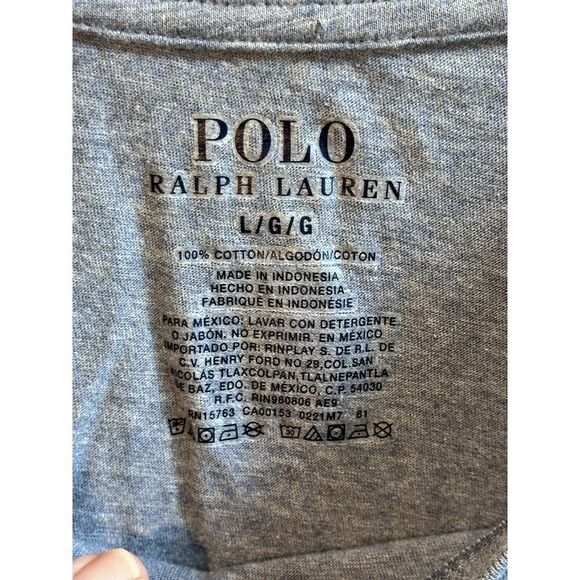 POLO
RALPH LAUREN
L/G/G
100% COTTON/ALGODÓN/COTON
MADE IN INDONESIA
HECHO EN INDONESIA
FABRIQUÉ EN INDONÉSIE
PARA MÉXICO: LAVAR CON DETERGENTE
O JABÓN; NO EXPRIMIR. EN MÉXICO
IMPORTADO POR: RINPLAY S. DE R.L. DE
C.V. HENRY FORD NO 29, COL.SAN
NICOLÁS TLAXCOLPAN, TLALNEPANTLA
DE BAZ, EDO. DE MÉXICO, C.P. 54030
R.F.C. RIN980806 AE9
RN15763 CA00153 0221M7 81
30